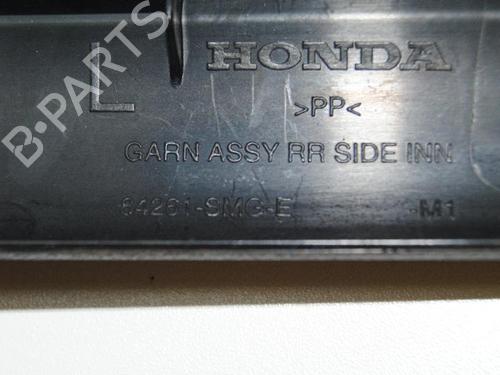 L HONDA
>PP<
GARN ASSY RR SIDE INN
84261-SMG-E -M1
B-PARTS